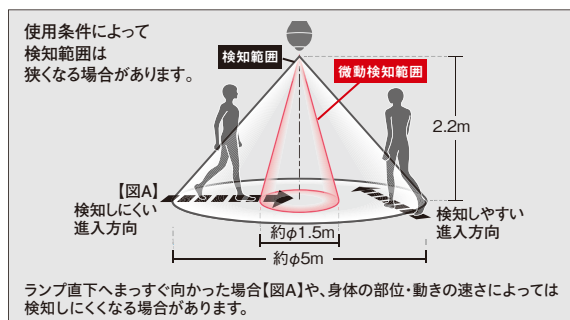 使用条件によって
検知範囲は
狭くなる場合があります。
検知範囲
微動検知範囲
2.2m
【図A】
検知しにくい
進入方向
検知しやすい
進入方向
約φ1.5m
約φ5m
ランプ直下へまっすぐ向かった場合【図A】や、身体の部位・動きの速さによっては
検知しにくくなる場合があります。